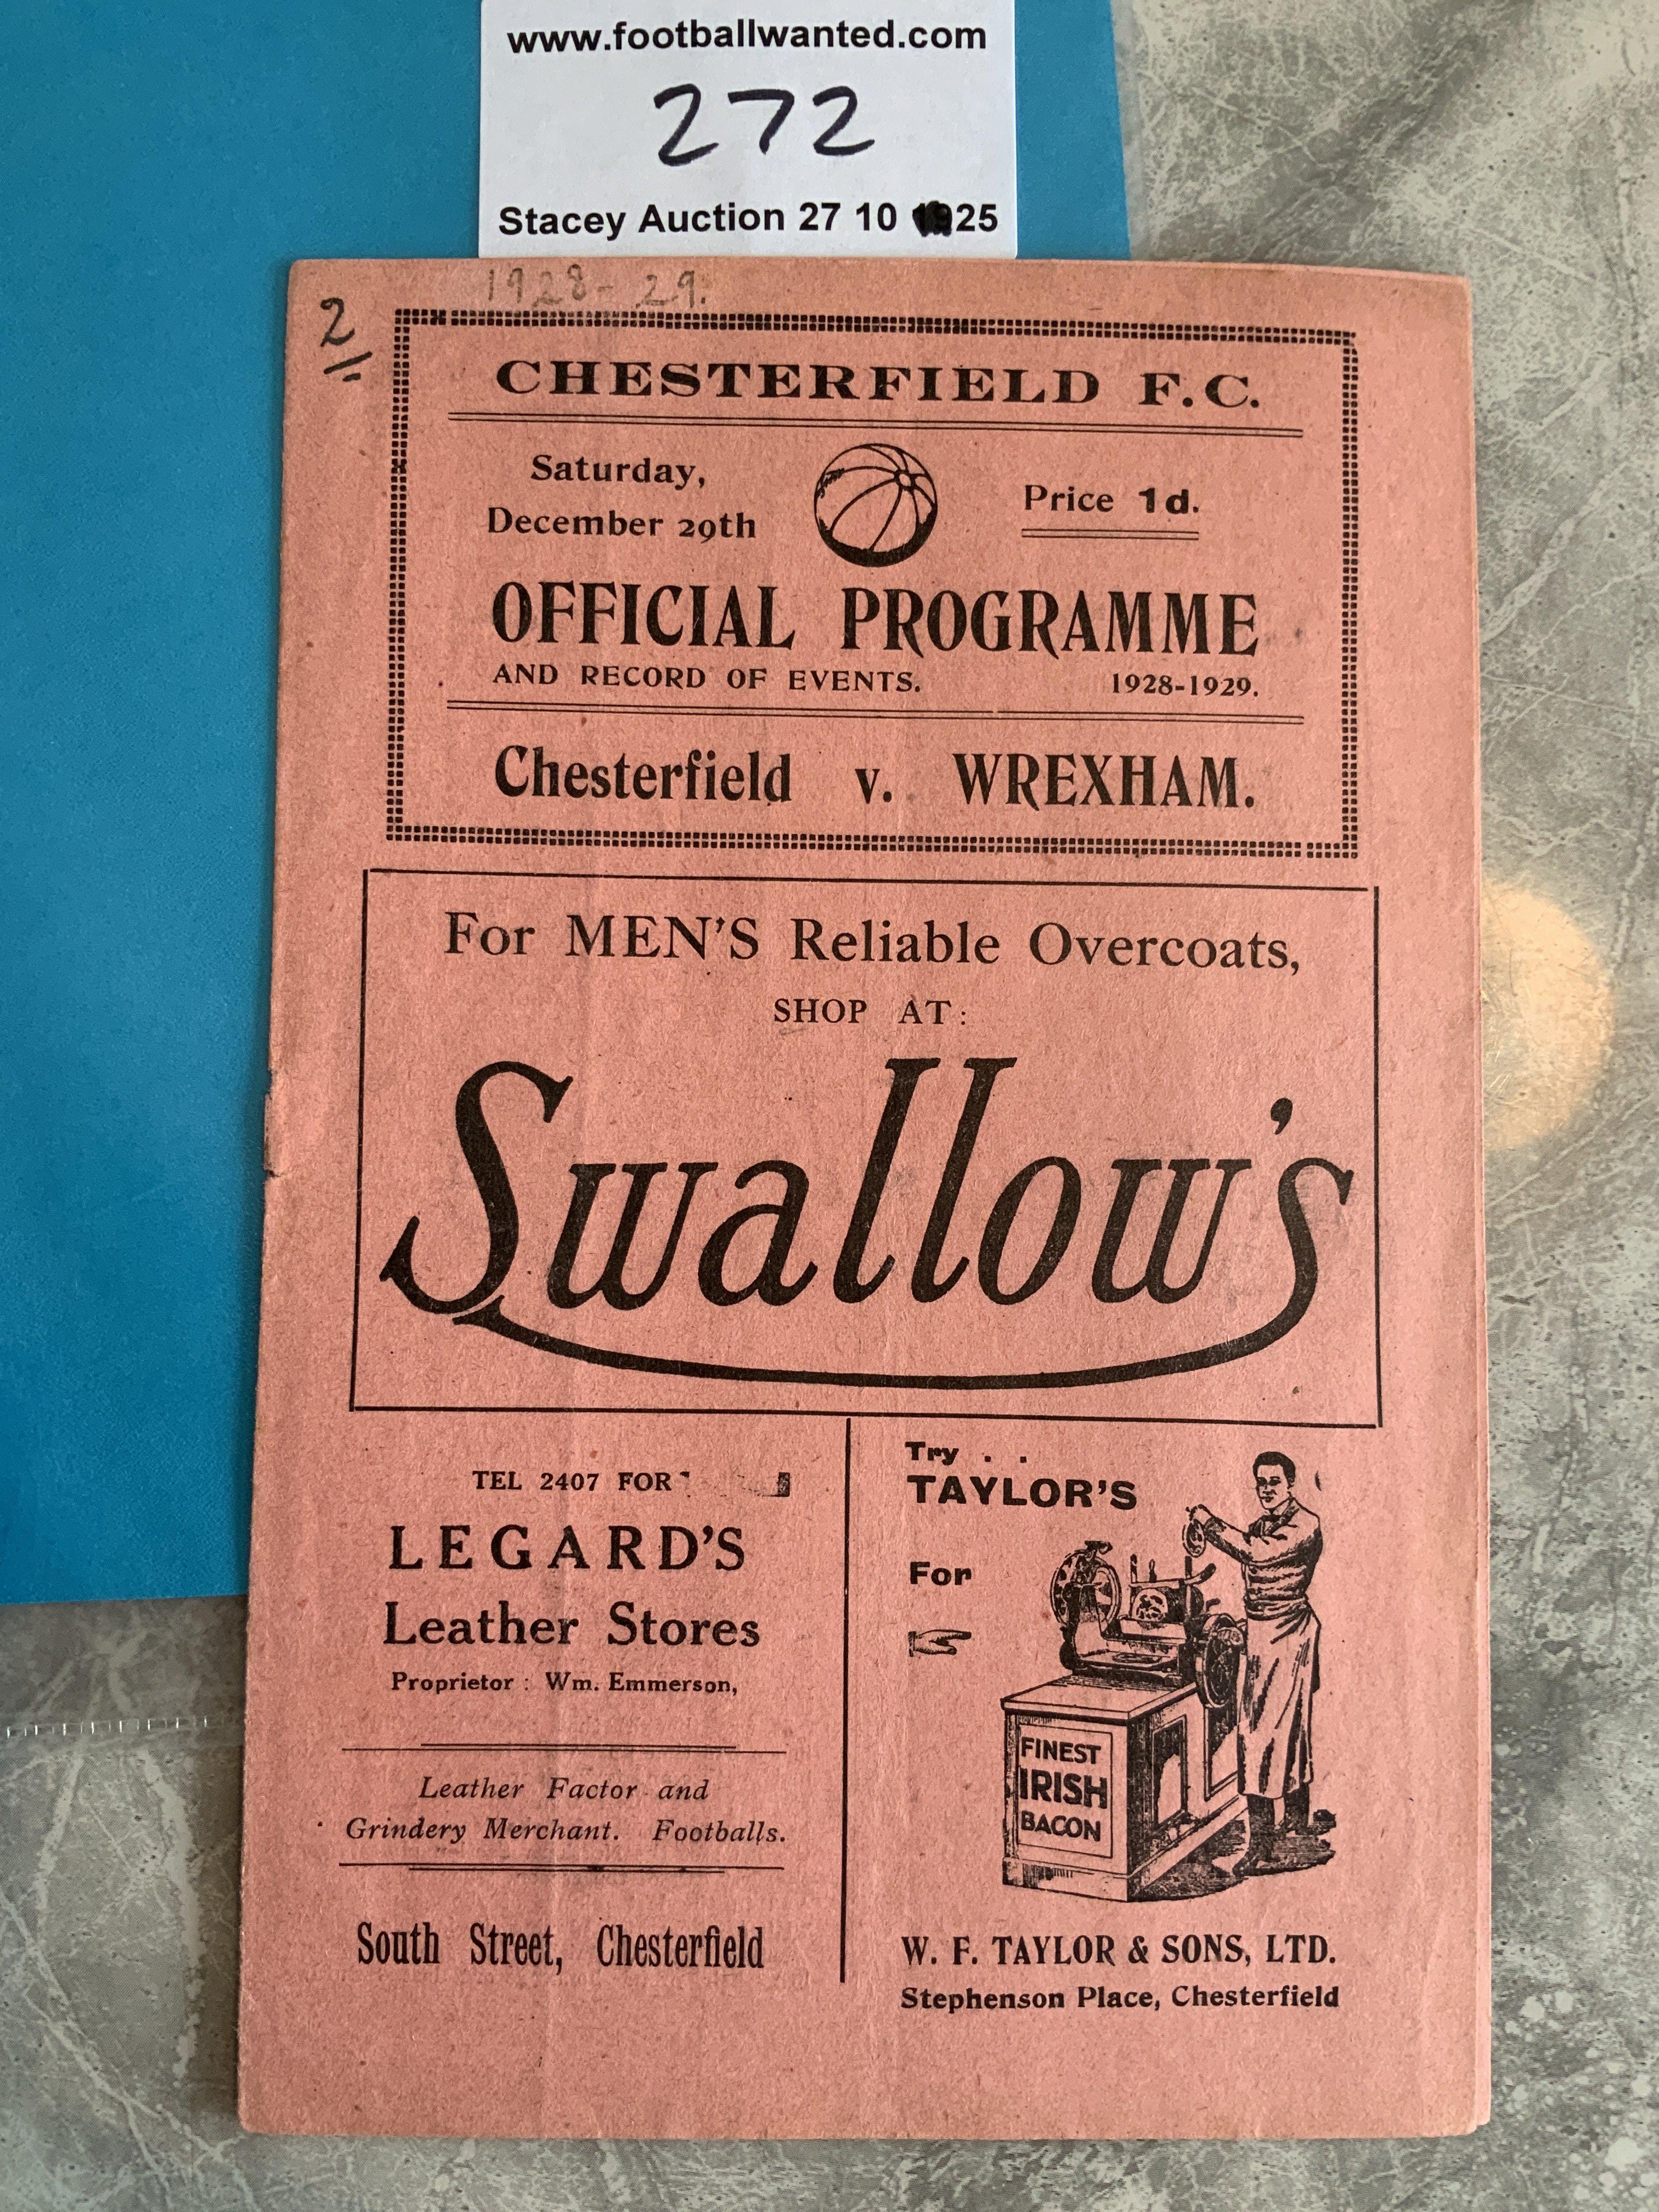 www.footballwanted.com
272
Stacey Auction 27 10 25
1928-29.
2
CHESTERFIELD F.C.
Saturday,
December 29th
Price 1d.
OFFICIAL PROGRAMME
AND RECORD OF EVENTS. 1928-1929.
Chesterfield v. WREXHAM.
For MEN'S Reliable Overcoats,
SHOP AT:
Swallow's
TEL 2407 FOR
LEGARD'S
Leather Stores
Proprietor : Wm. Emmerson,
Leather Factor and
Grindery Merchant. Footballs.
South Street, Chesterfield
Try . .
TAYLOR'S
For
FINEST
IRISH
BACON
W. F. TAYLOR & SONS, LTD.
Stephenson Place, Chesterfield